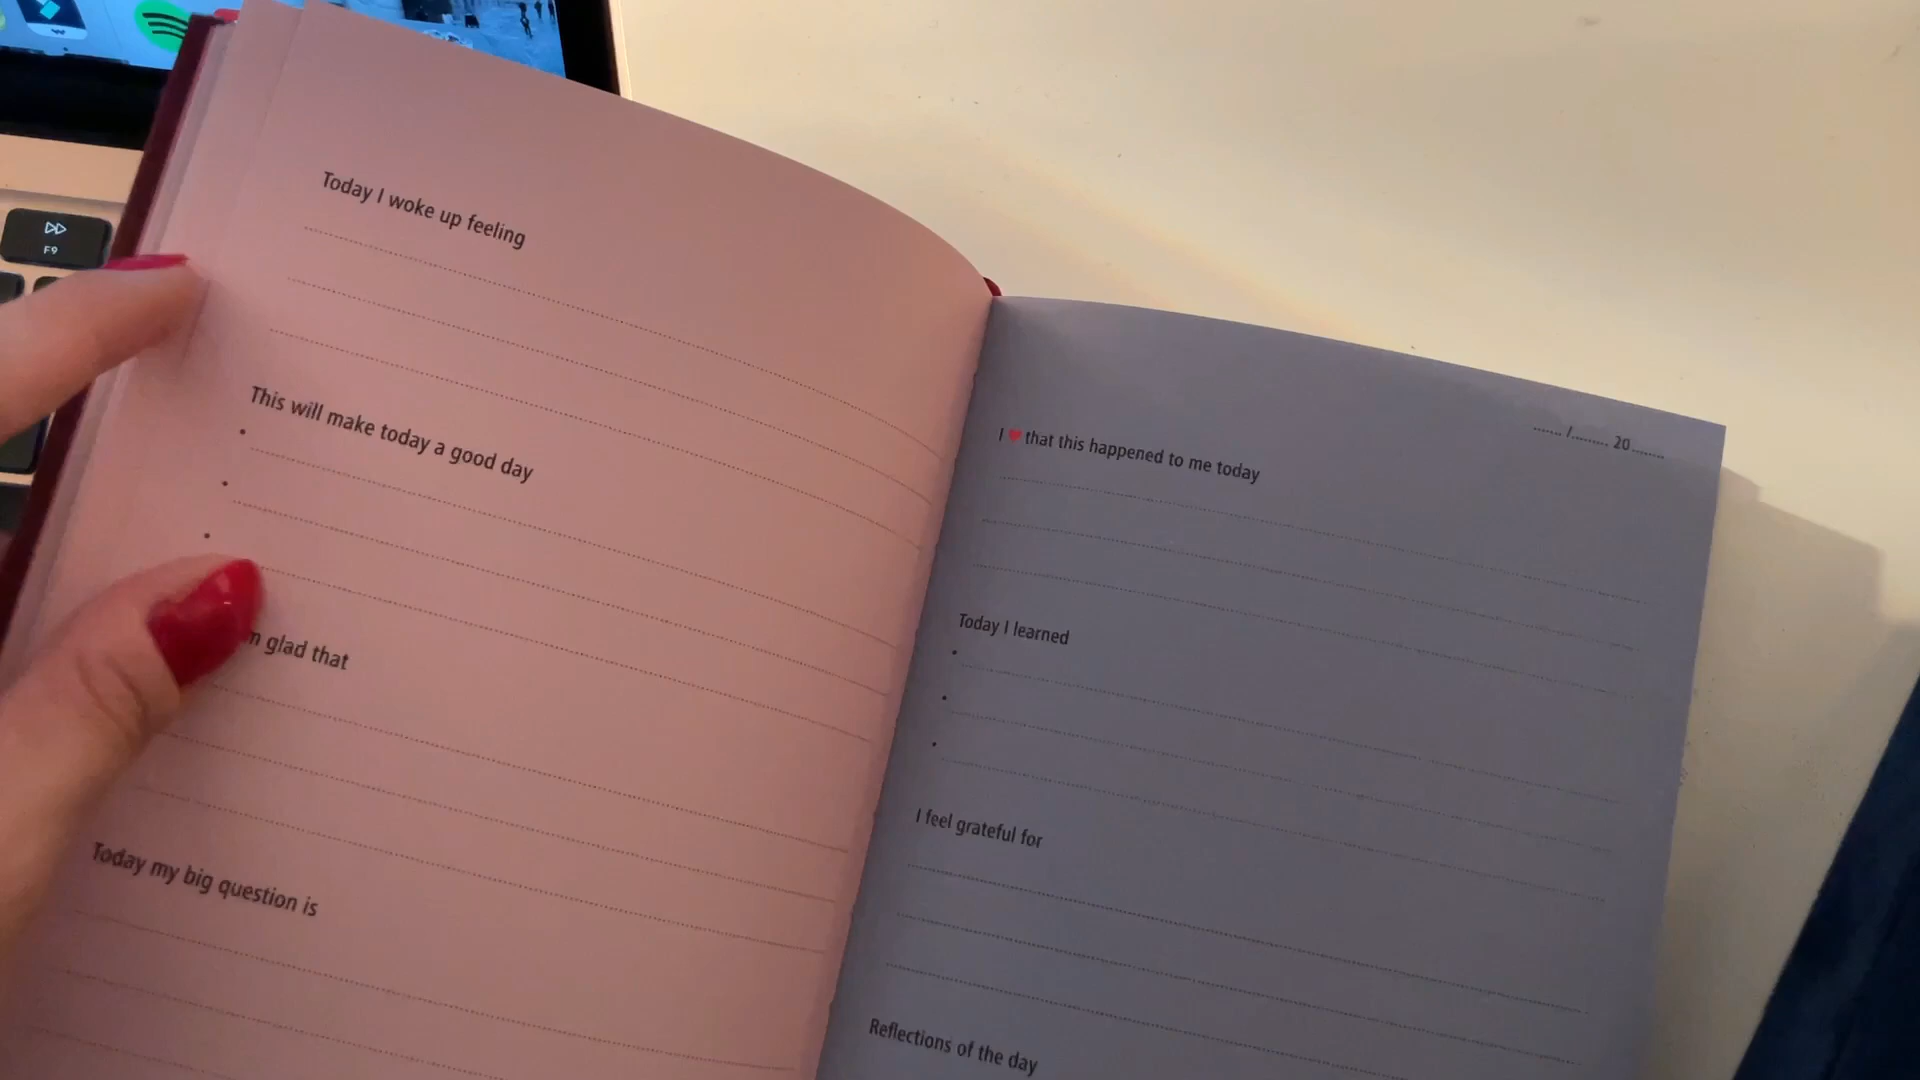 F9
Today I woke up feeling
This will make today a good day
•
•
•
glad that
Today my big question is
....... /......... 20........
I ♥ that this happened to me today
Today I learned
•
•
•
I feel grateful for
Reflections of the day